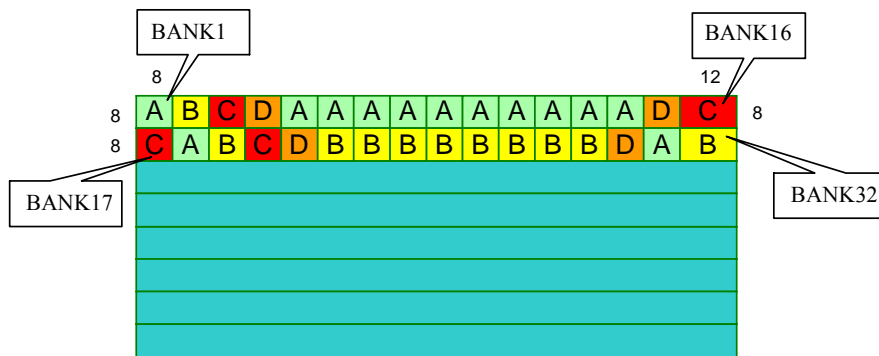 BANK1
BANK16
8
12
8 A B C D A A A A A A A A A A D C 8
8 C A B C D B B B B B B B B D A B
BANK17
BANK32